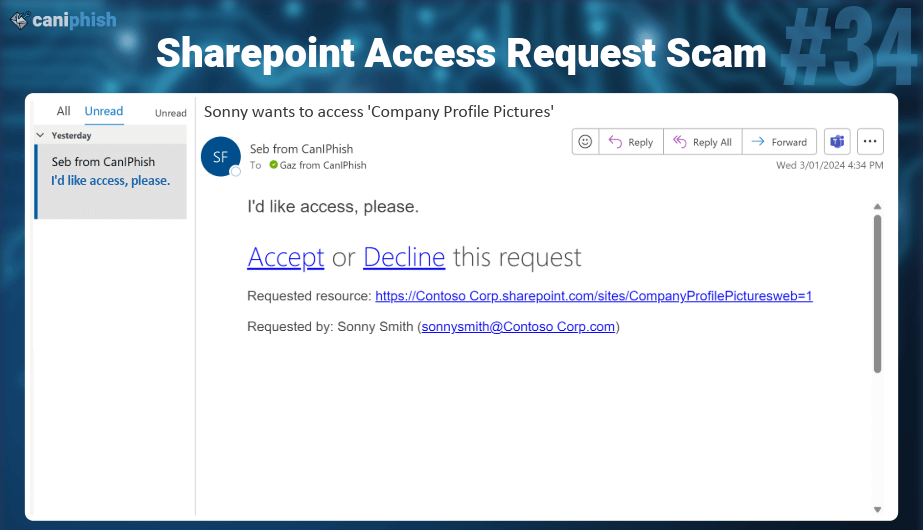 caniphish
Sharepoint Access Request Scam
#34
All Unread Unread
Yesterday
Seb from CanIPhish
I'd like access, please.
Sonny wants to access 'Company Profile Pictures'
SF
Seb from CanIPhish
To Gaz from CanIPhish
Reply Reply All Forward
Wed 3/01/2024 4:34 PM
I'd like access, please.
Accept or Decline this request
Requested resource: https://Contoso Corp.sharepoint.com/sites/CompanyProfilePicturesweb=1
Requested by: Sonny Smith (sonnysmith@Contoso Corp.com)